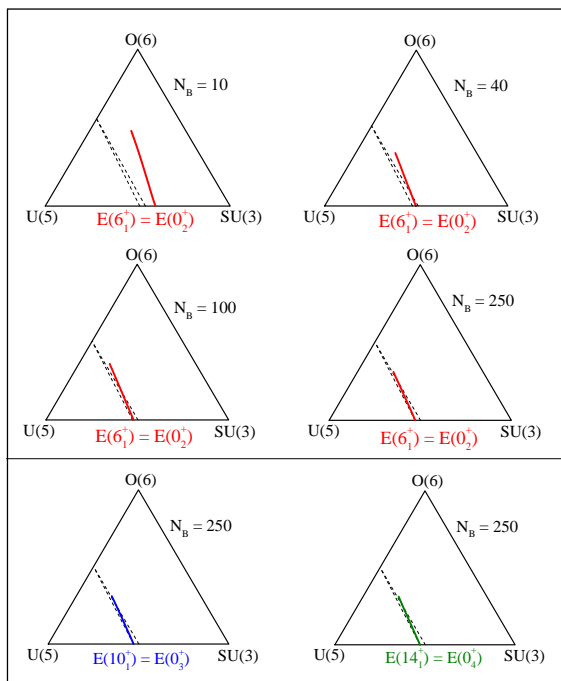 O(6) O(6)
N_B = 10 N_B = 40
U(5) SU(3) U(5) SU(3)
E(6_1^+) = E(0_2^+) E(6_1^+) = E(0_2^+)
O(6) O(6)
N_B = 100 N_B = 250
U(5) SU(3) U(5) SU(3)
E(6_1^+) = E(0_2^+) E(6_1^+) = E(0_2^+)
O(6) O(6)
N_B = 250 N_B = 250
U(5) SU(3) U(5) SU(3)
E(10_1^+) = E(0_3^+) E(14_1^+) = E(0_4^+)